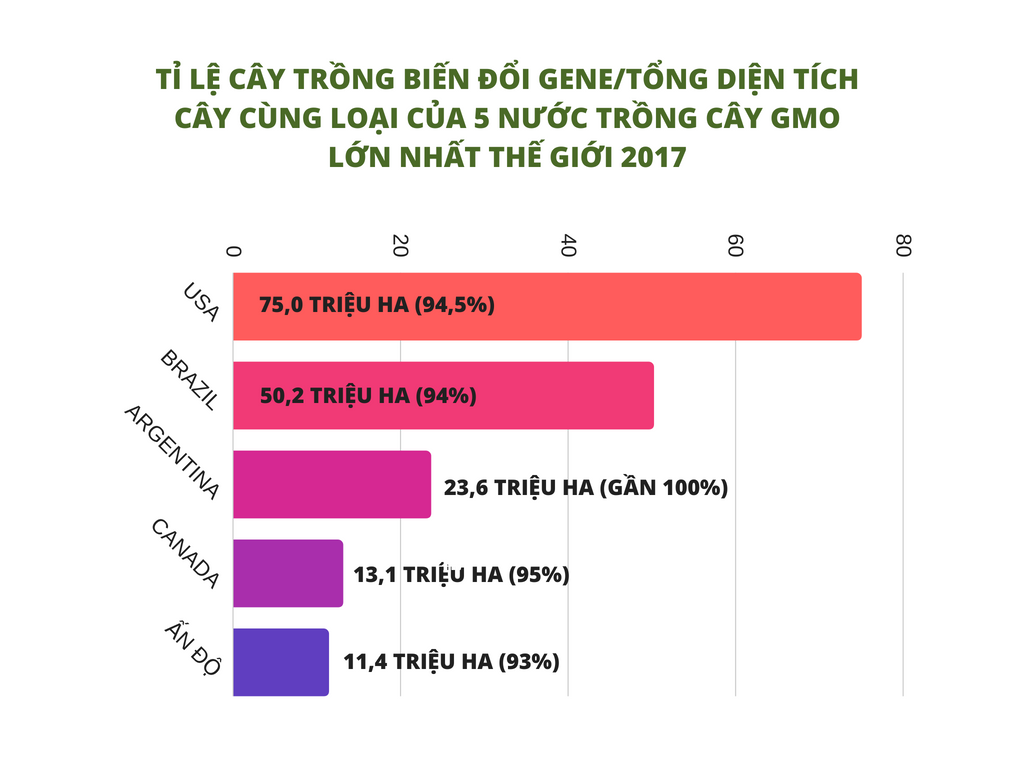 TỈ LỆ CÂY TRỒNG BIẾN ĐỔI GENE/TỔNG DIỆN TÍCH
CÂY CÙNG LOẠI CỦA 5 NƯỚC TRỒNG CÂY GMO
LỚN NHẤT THẾ GIỚI 2017
0 20 40 60 80
USA
75,0 TRIỆU HA (94,5%)
BRAZIL
50,2 TRIỆU HA (94%)
ARGENTINA
23,6 TRIỆU HA (GẦN 100%)
CANADA
13,1 TRIỆU HA (95%)
ẤN ĐỘ
11,4 TRIỆU HA (93%)